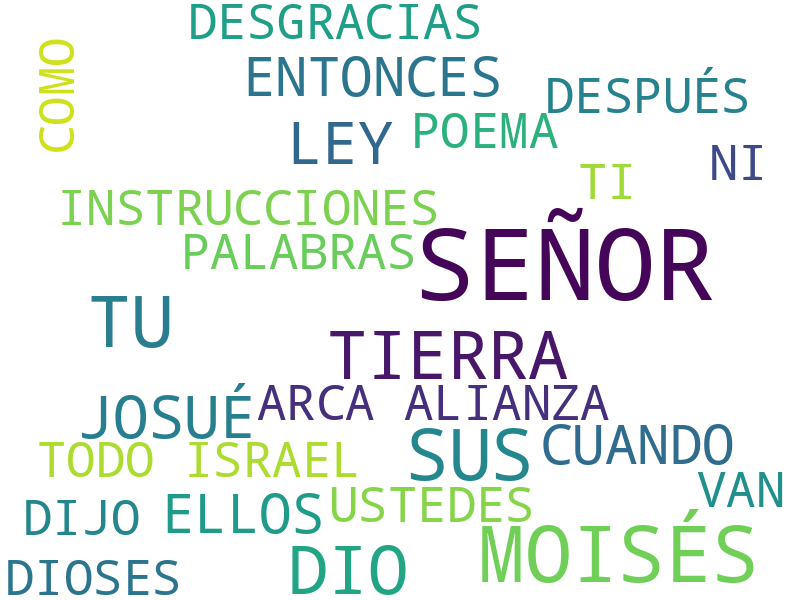 DESGRACIAS
COMO
ENTONCES
DESPUÉS
POEMA
LEY
NI
TI
INSTRUCCIONES
SEÑOR
PALABRAS
TU
TIERRA
ARCA ALIANZA
JOSUÉ
CUANDO
SUS
TODO ISRAEL
VAN
USTEDES
ELLOS
DIJO
MOISÉS
DIO
DIOSES